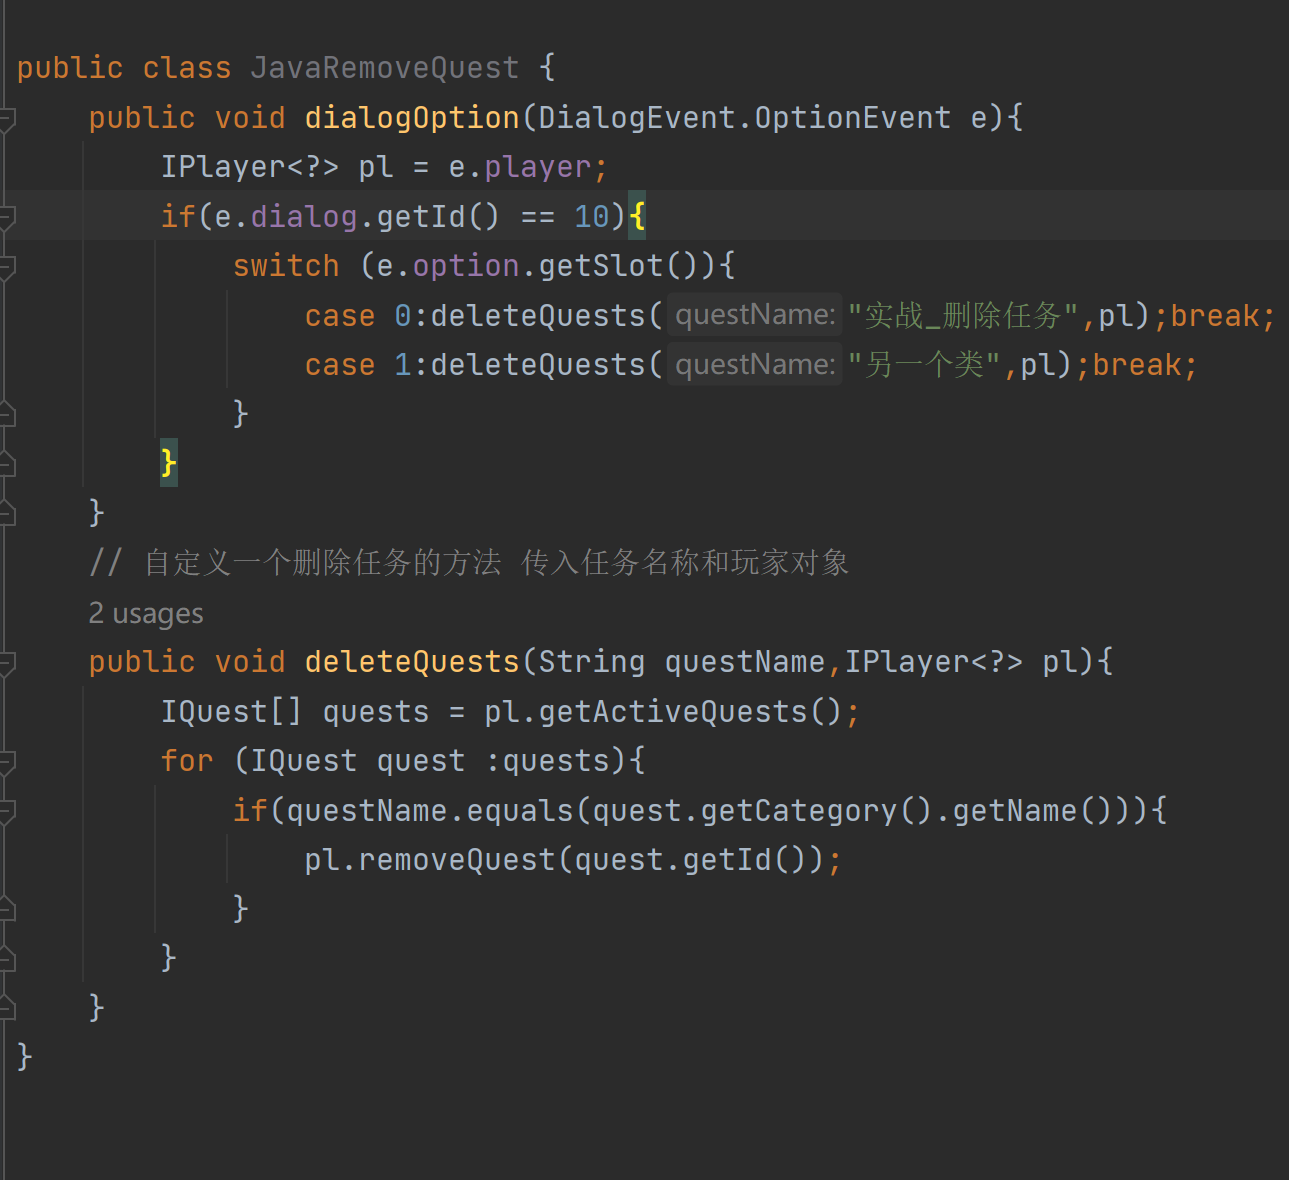 public class JavaRemoveQuest {
public void dialogOption(DialogEvent.OptionEvent e){
IPlayer<?> pl = e.player;
if(e.dialog.getId() == 10){
switch (e.option.getSlot()){
case 0:deleteQuests( questName: "实战_删除任务",pl);break;
case 1:deleteQuests( questName: "另一个类",pl);break;
}
}
}
// 自定义一个删除任务的方法 传入任务名称和玩家对象
2 usages
public void deleteQuests(String questName,IPlayer<?> pl){
IQuest[] quests = pl.getActiveQuests();
for (IQuest quest :quests){
if(questName.equals(quest.getCategory().getName())){
pl.removeQuest(quest.getId());
}
}
}
}